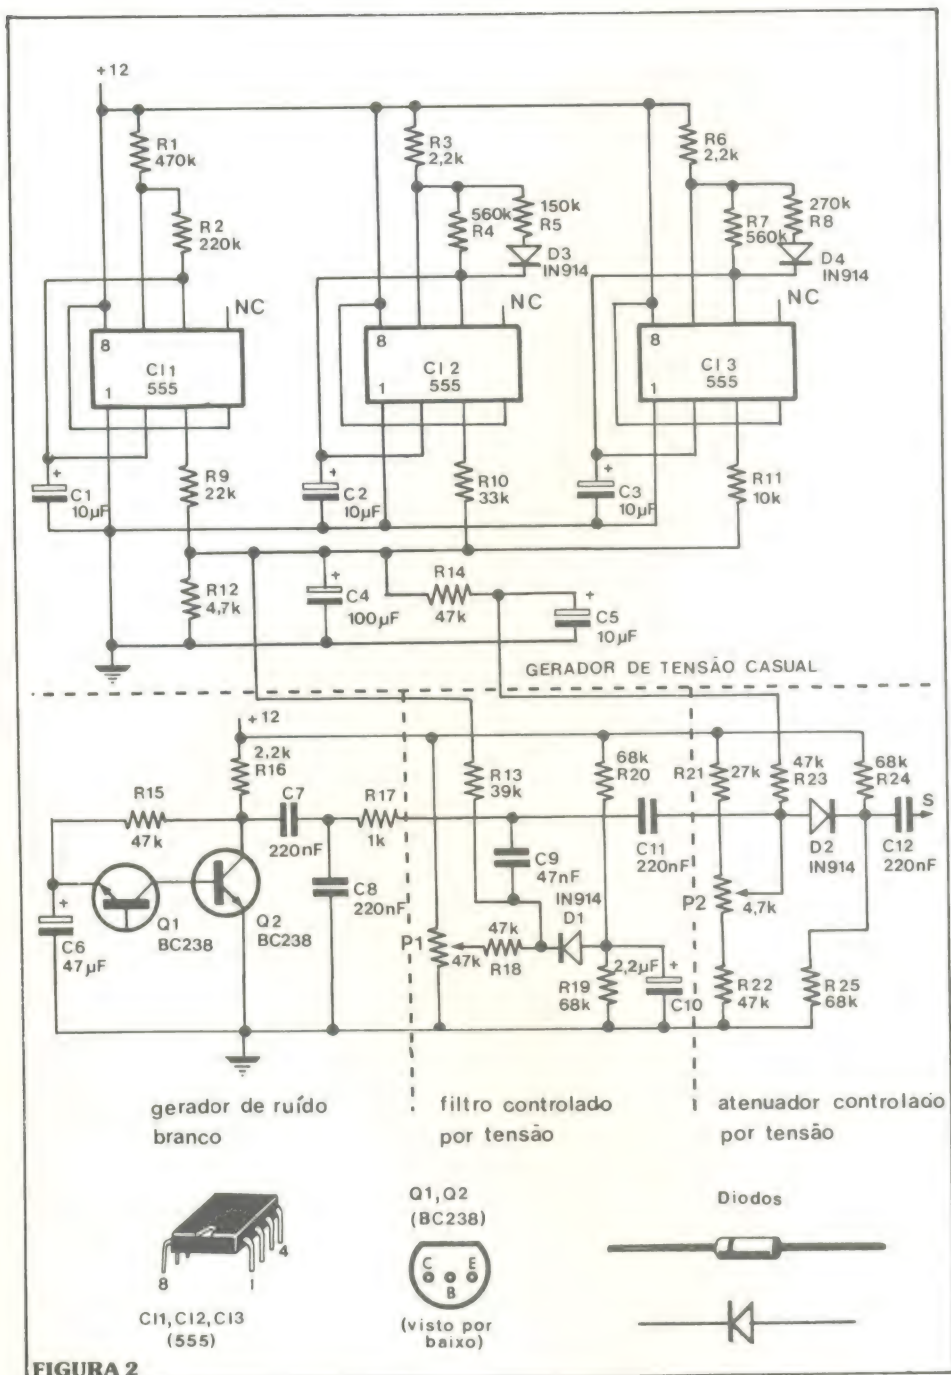 +12
R1
470k
R2
220k
R3
2,2k
560k
R4
150k
R5
D3
IN914
R6
2,2k
R7
560k
270k
R8
D4
IN914
NC
NC
NC
8
1
CI1
555
8
1
CI2
555
8
1
CI3
555
+
C1
10µF
R9
22k
+
C2
10µF
R10
33k
+
C3
10µF
R11
10k
R12
4,7k
+
C4
100µF
R14
47k
+
C5
10µF
GERADOR DE TENSÃO CASUAL
+12
2,2k
R16
R15
47k
C7
220nF
R17
1k
R13
39k
68k
R20
R21
27k
47k
R23
68k
R24
S
C12
220nF
D2
IN914
C11
220nF
C9
47nF
C8
220nF
IN914
D1
P2
4,7k
Q1
BC238
Q2
BC238
+
C6
47µF
P1
47k
47k
R18
R19
68k
2,2µF
+
C10
R22
47k
R25
68k
gerador de ruído
branco
filtro controlado
por tensão
atenuador controlado
por tensão
8
1
4
CI1,CI2,CI3
(555)
Q1,Q2
(BC238)
C
B
E
(visto por
baixo)
Diodos
FIGURA 2